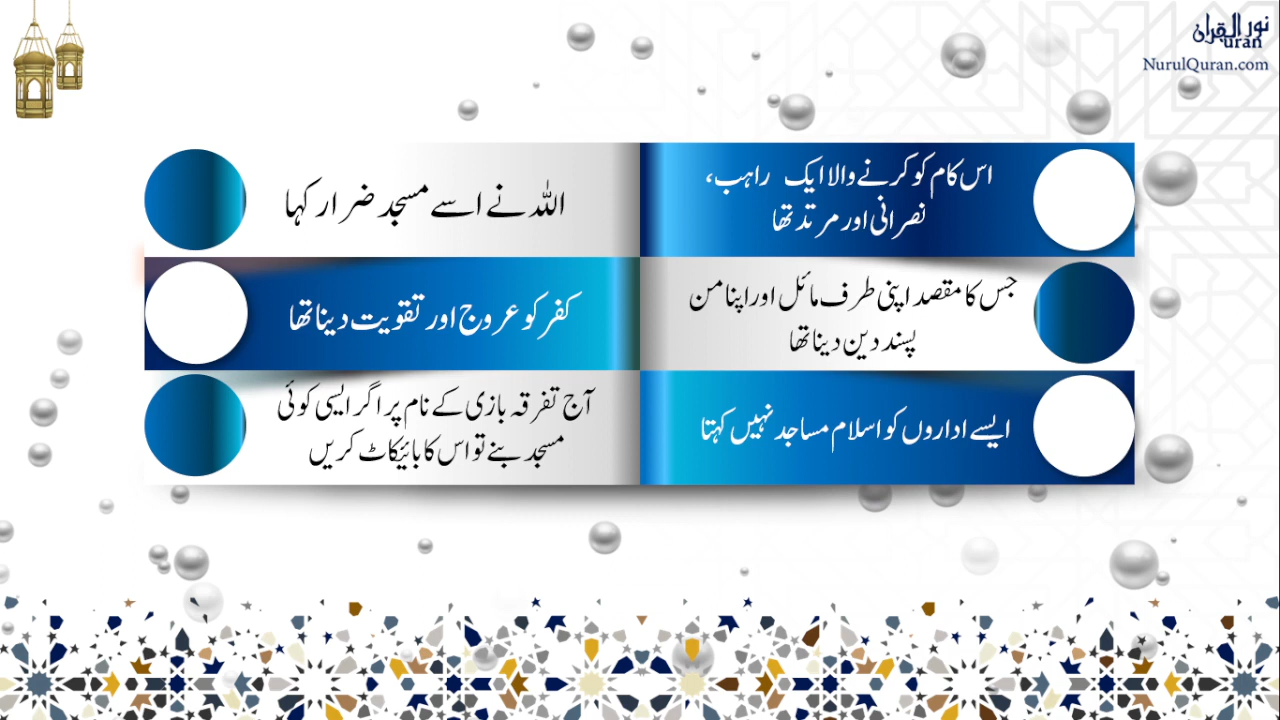 نور القرآن
uran
NurulQuran.com
اس کام کو کرنے والا ایک راہب،
نصرانی اور مرتد تھا
اللہ نے اسے مسجد ضرار کہا
جس کا مقصد اپنی طرف مائل اور اپنا من
پسند دین دینا تھا
کفر کو عروج اور تقویت دینا تھا
ایسے اداروں کو اسلام مساجد نہیں کہتا
آج تفرقہ بازی کے نام پر اگر ایسی کوئی
مسجد بنے تو اس کا بائیکاٹ کریں